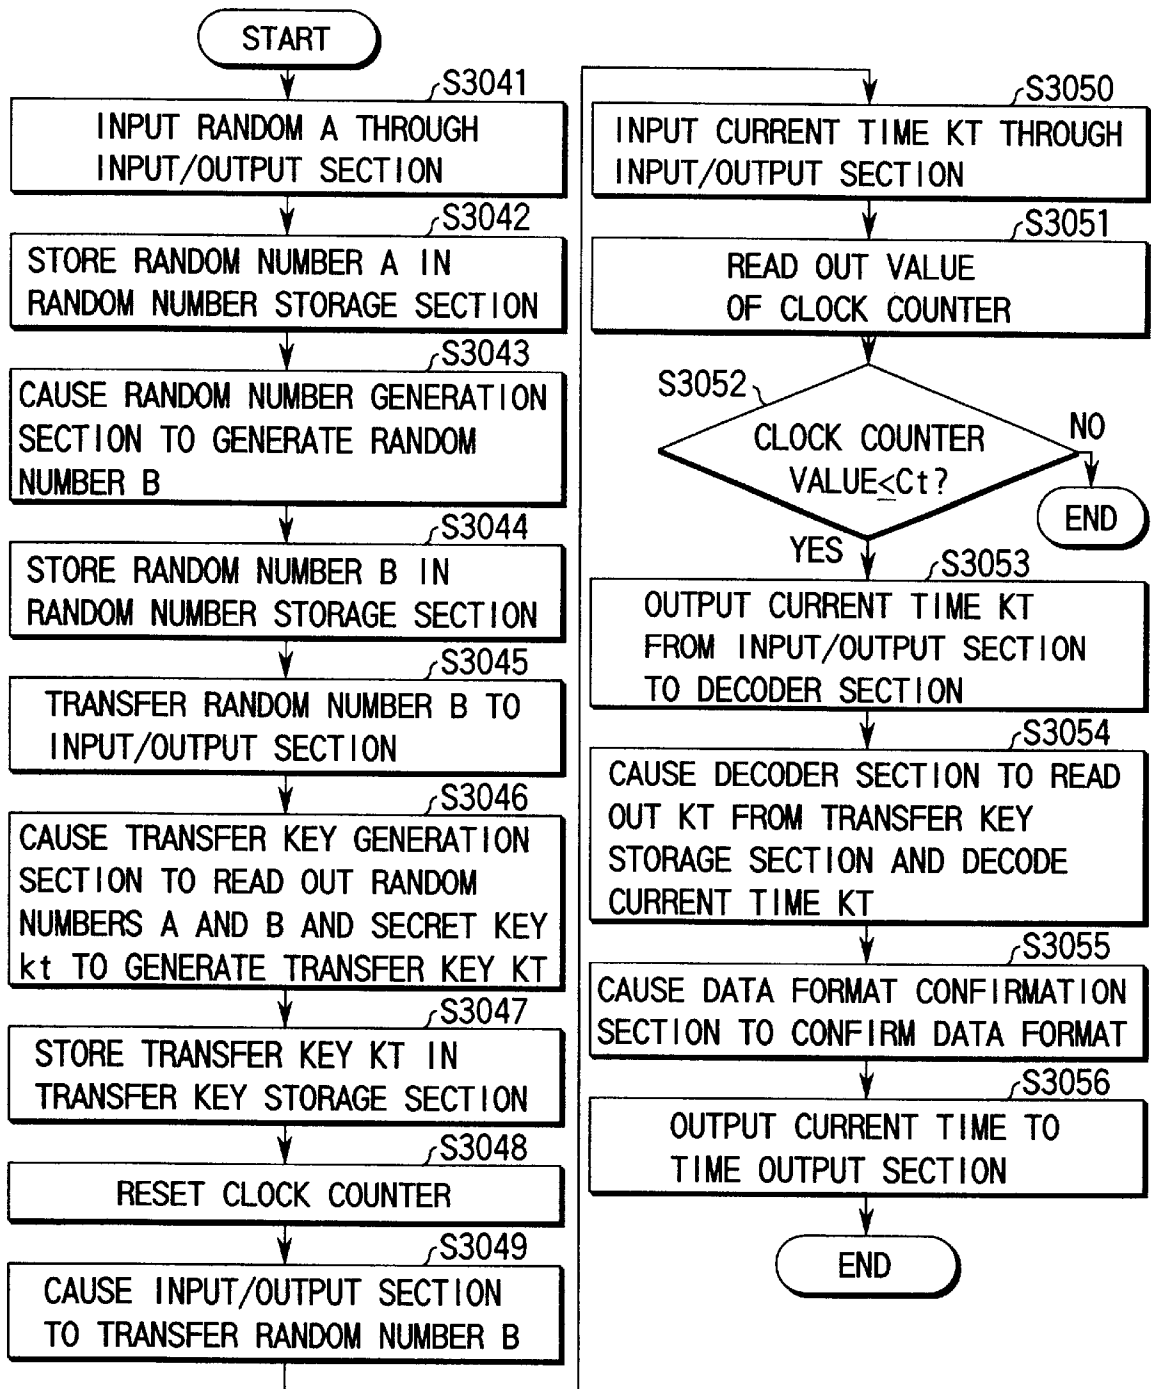 START
S3041
INPUT RANDOM A THROUGH
INPUT/OUTPUT SECTION
S3042
STORE RANDOM NUMBER A IN
RANDOM NUMBER STORAGE SECTION
S3043
CAUSE RANDOM NUMBER GENERATION
SECTION TO GENERATE RANDOM
NUMBER B
S3044
STORE RANDOM NUMBER B IN
RANDOM NUMBER STORAGE SECTION
S3045
TRANSFER RANDOM NUMBER B TO
INPUT/OUTPUT SECTION
S3046
CAUSE TRANSFER KEY GENERATION
SECTION TO READ OUT RANDOM
NUMBERS A AND B AND SECRET KEY
kt TO GENERATE TRANSFER KEY KT
S3047
STORE TRANSFER KEY KT IN
TRANSFER KEY STORAGE SECTION
S3048
RESET CLOCK COUNTER
S3049
CAUSE INPUT/OUTPUT SECTION
TO TRANSFER RANDOM NUMBER B
S3050
INPUT CURRENT TIME KT THROUGH
INPUT/OUTPUT SECTION
S3051
READ OUT VALUE
OF CLOCK COUNTER
S3052
CLOCK COUNTER
VALUE≤Ct?
NO
END
YES
S3053
OUTPUT CURRENT TIME KT
FROM INPUT/OUTPUT SECTION
TO DECODER SECTION
S3054
CAUSE DECODER SECTION TO READ
OUT KT FROM TRANSFER KEY
STORAGE SECTION AND DECODE
CURRENT TIME KT
S3055
CAUSE DATA FORMAT CONFIRMATION
SECTION TO CONFIRM DATA FORMAT
S3056
OUTPUT CURRENT TIME TO
TIME OUTPUT SECTION
END